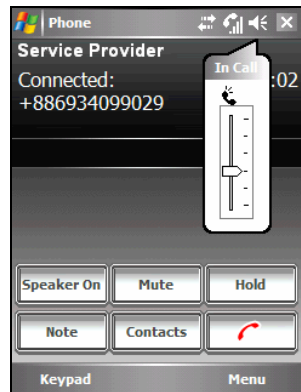 Phone
Service Provider
In Call
Connected: :02
+886934099029
Speaker On Mute Hold
Note Contacts
Keypad Menu